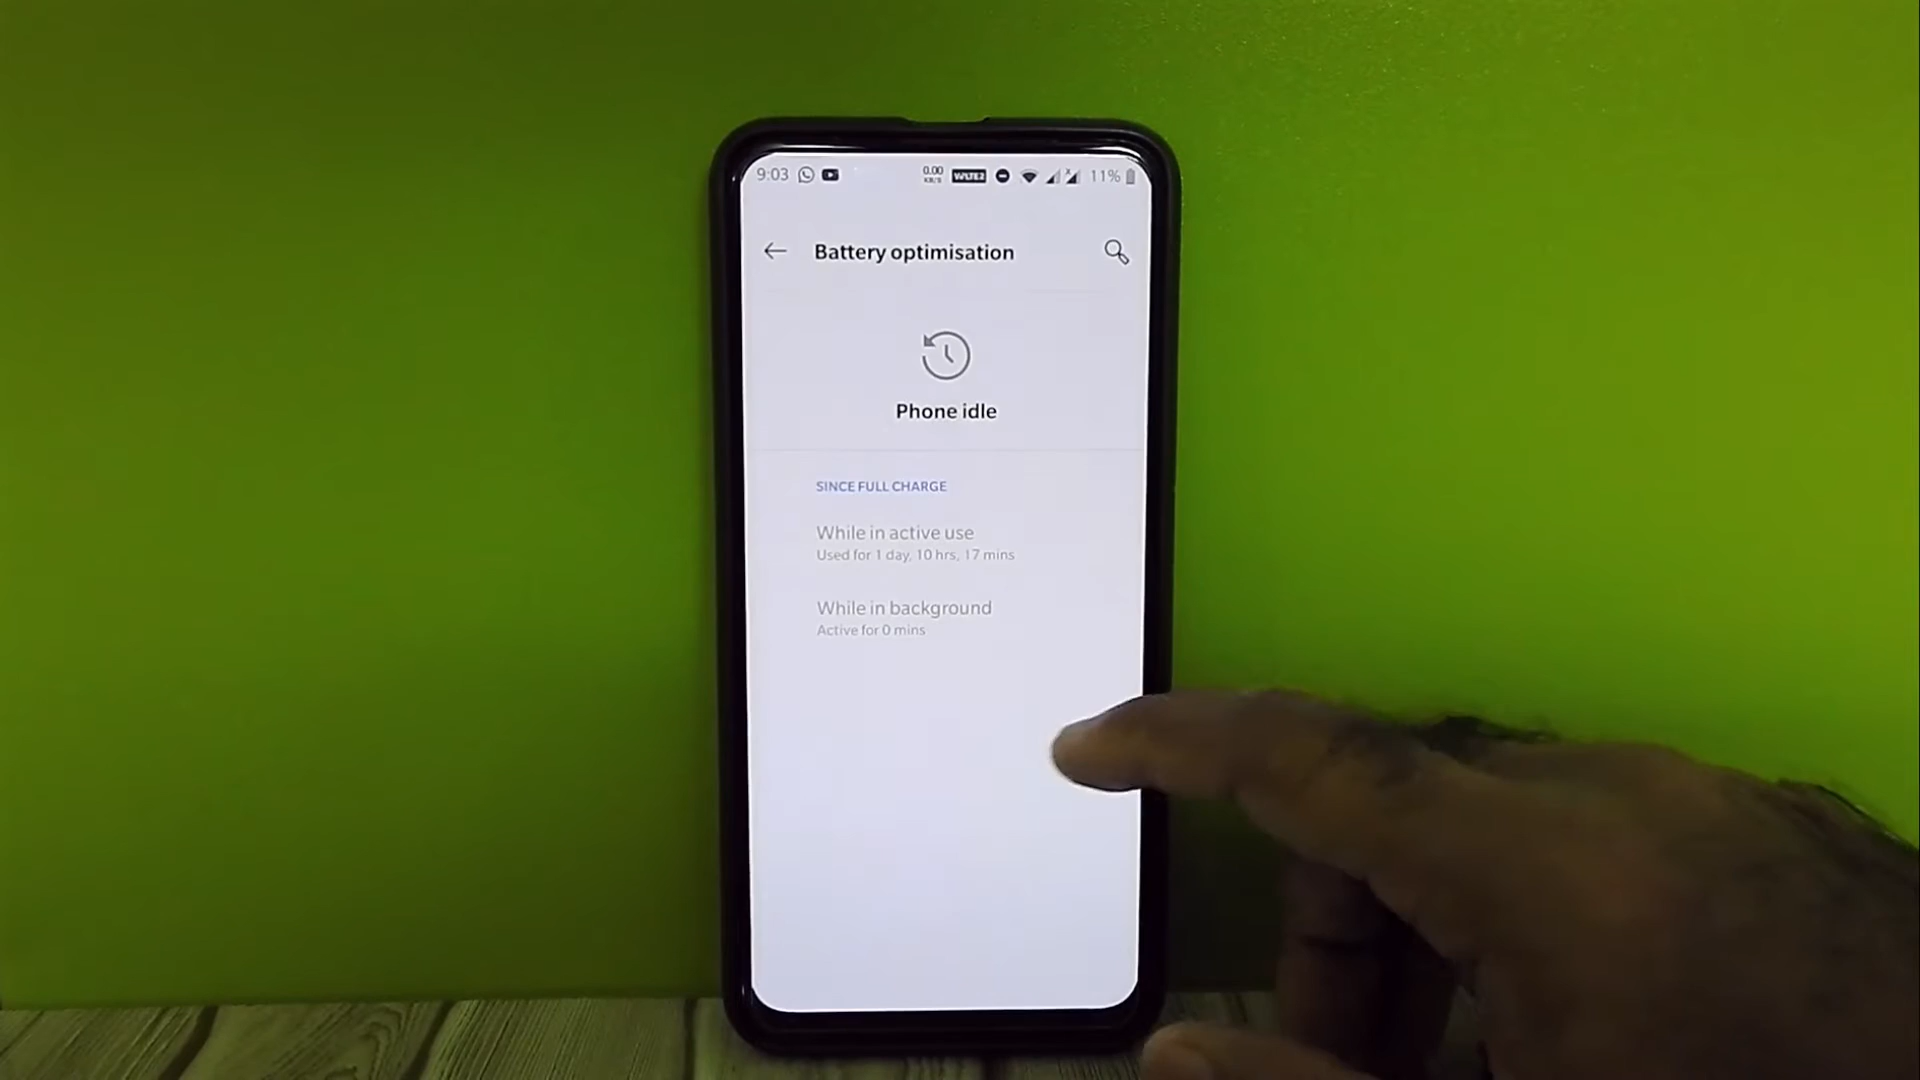 9:03 0.00 KB/S VoLTE2 11%
Battery optimisation
Phone idle
SINCE FULL CHARGE
While in active use
Used for 1 day, 10 hrs, 17 mins
While in background
Active for 0 mins